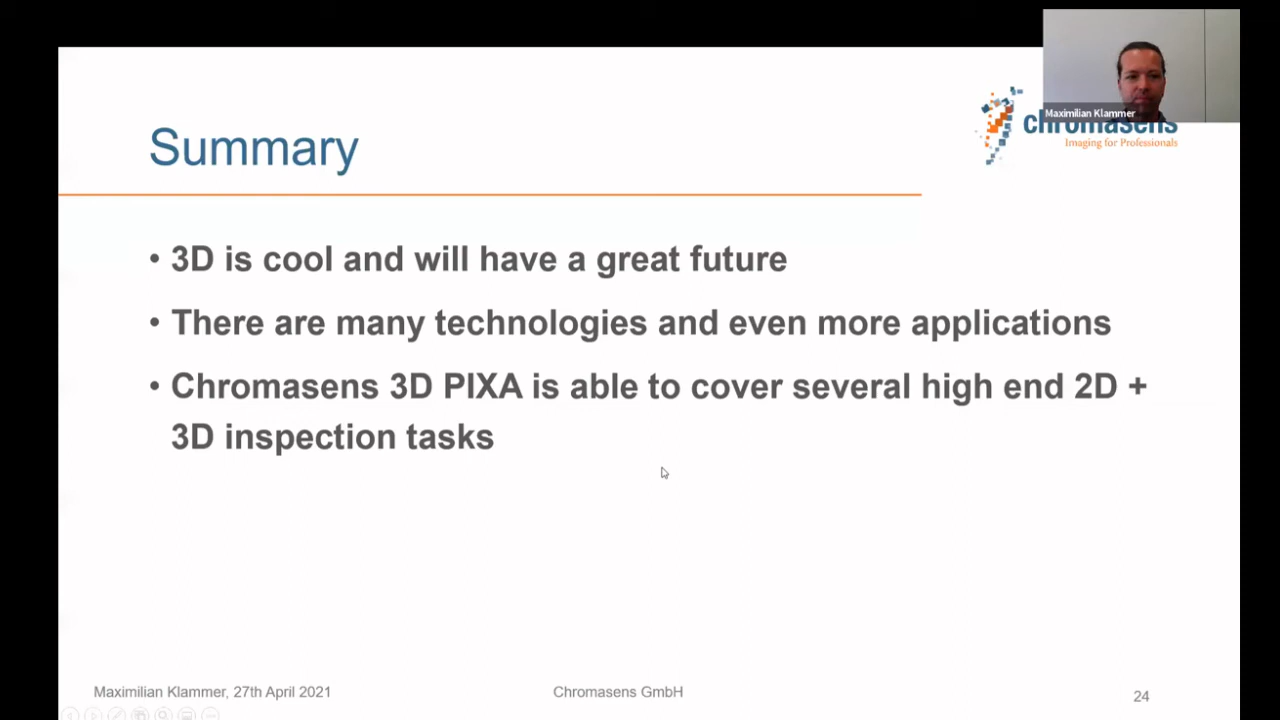 Maximilian Klammer
chromasens
Imaging for Professionals
Summary
• 3D is cool and will have a great future
• There are many technologies and even more applications
• Chromasens 3D PIXA is able to cover several high end 2D +
3D inspection tasks
Maximilian Klammer, 27th April 2021
Chromasens GmbH
24